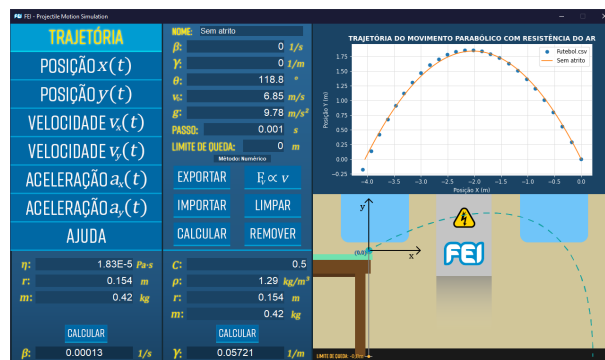 FEI FEI - Projectile Motion Simulation
TRAJETÓRIA
POSIÇÃO x(t)
POSIÇÃO y(t)
VELOCIDADE vx(t)
VELOCIDADE vy(t)
ACELERAÇÃO ax(t)
ACELERAÇÃO ay(t)
AJUDA
η: 1.83E-5 Pa·s
r: 0.154 m
m: 0.42 kg
CALCULAR
β: 0.00013 1/s
NOME: Sem atrito
β: 0 1/s
γ: 0 1/m
θ: 118.8 °
v₀: 6.85 m/s
g: 9.78 m/s²
PASSO: 0.001 s
LIMITE DE QUEDA: 0 m
Método: Numérico
EXPORTAR Fv ∝ v
IMPORTAR LIMPAR
CALCULAR REMOVER
C: 0.5
ρ: 1.29 kg/m³
r: 0.154 m
m: 0.42 kg
CALCULAR
γ: 0.05721 1/m
TRAJETÓRIA DO MOVIMENTO PARABÓLICO COM RESISTÊNCIA DO AR
Futebol.csv
Sem atrito
Posição Y (m)
1.75
1.50
1.25
1.00
0.75
0.50
0.25
0.00
−0.25
−4.0 −3.5 −3.0 −2.5 −2.0 −1.5 −1.0 −0.5 0.0
Posição X (m)
y
(0,0)
x
FEI